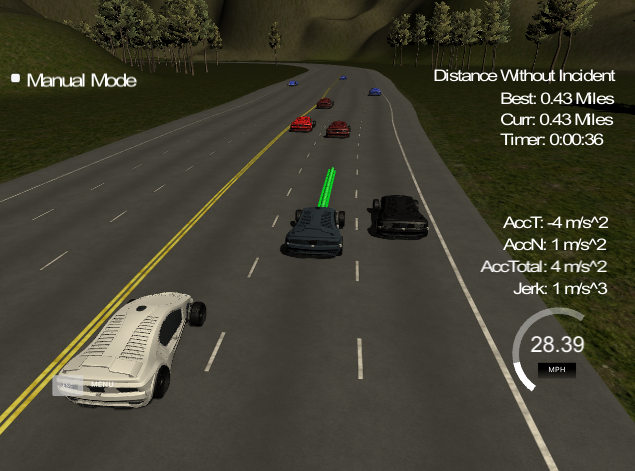 Manual Mode
Distance Without Incident
Best: 0.43 Miles
Curr: 0.43 Miles
Timer: 0:00:36
AccT: -4 m/s^2
AccN: 1 m/s^2
AccTotal: 4 m/s^2
Jerk: 1 m/s^3
28.39
MPH
MENU